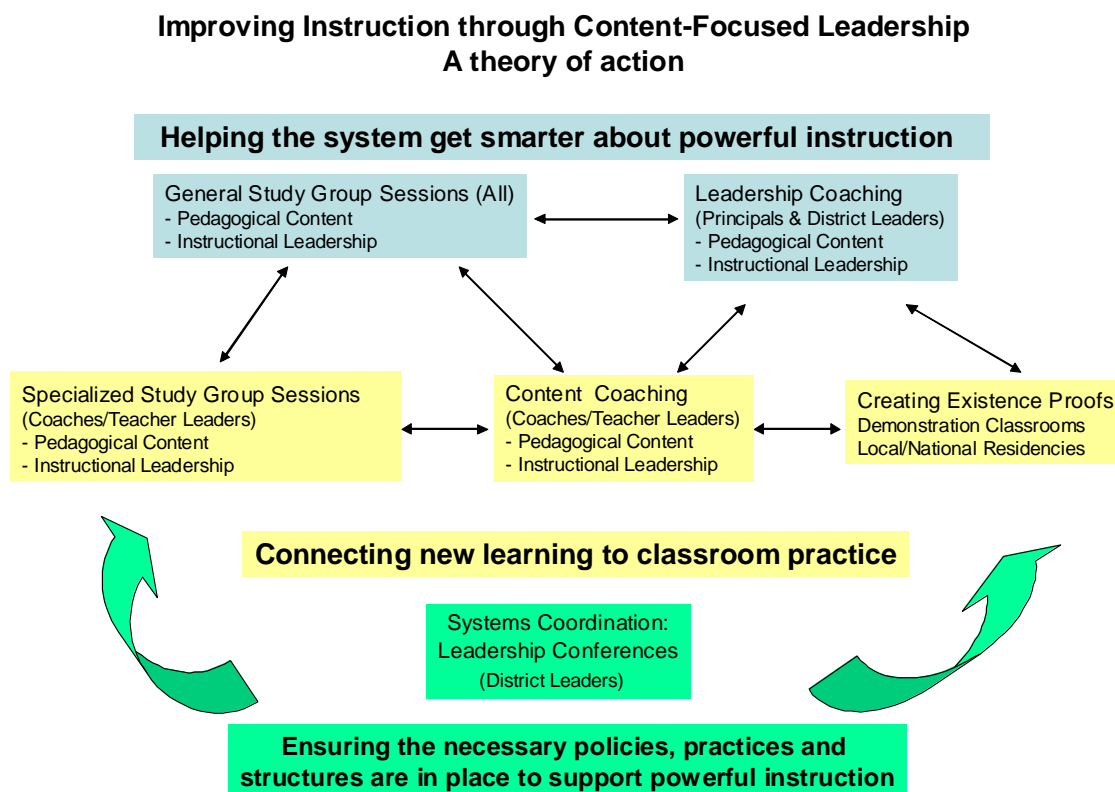 Improving Instruction through Content-Focused Leadership
A theory of action
Helping the system get smarter about powerful instruction
General Study Group Sessions (All)
- Pedagogical Content
- Instructional Leadership
Leadership Coaching
(Principals & District Leaders)
- Pedagogical Content
- Instructional Leadership
Specialized Study Group Sessions
(Coaches/Teacher Leaders)
- Pedagogical Content
- Instructional Leadership
Content Coaching
(Coaches/Teacher Leaders)
- Pedagogical Content
- Instructional Leadership
Creating Existence Proofs
Demonstration Classrooms
Local/National Residencies
Connecting new learning to classroom practice
Systems Coordination:
Leadership Conferences
(District Leaders)
Ensuring the necessary policies, practices and
structures are in place to support powerful instruction